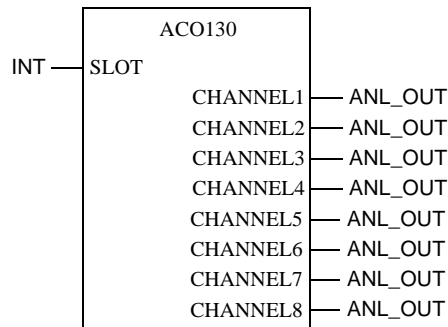 ACO130
INT SLOT
CHANNEL1 ANL_OUT
CHANNEL2 ANL_OUT
CHANNEL3 ANL_OUT
CHANNEL4 ANL_OUT
CHANNEL5 ANL_OUT
CHANNEL6 ANL_OUT
CHANNEL7 ANL_OUT
CHANNEL8 ANL_OUT